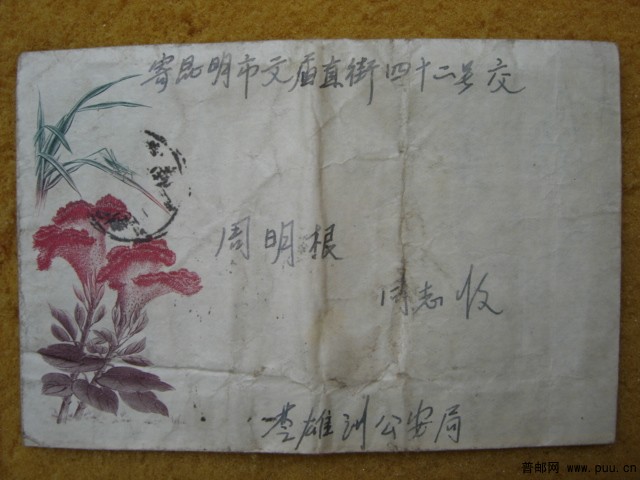 寄昆明市文庙直街四十二号交
周明根
同志收
楚雄州公安局
普邮网 www.puu.cn